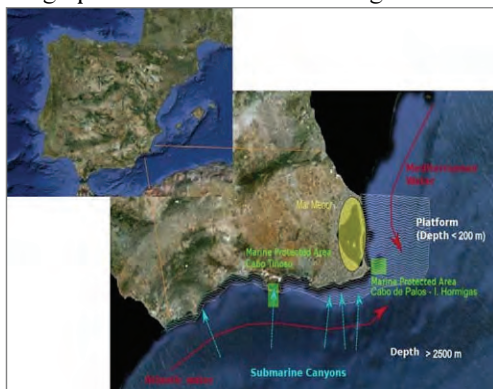 Mediterranean
Water
Mar Menor
Platform
(Depth < 200 m)
Marine Protected Area
Cabo Tiñoso
Marine Protected Area
Cabo de Palos - I. Hormigas
Depth > 2500 m
Submarine Canyons